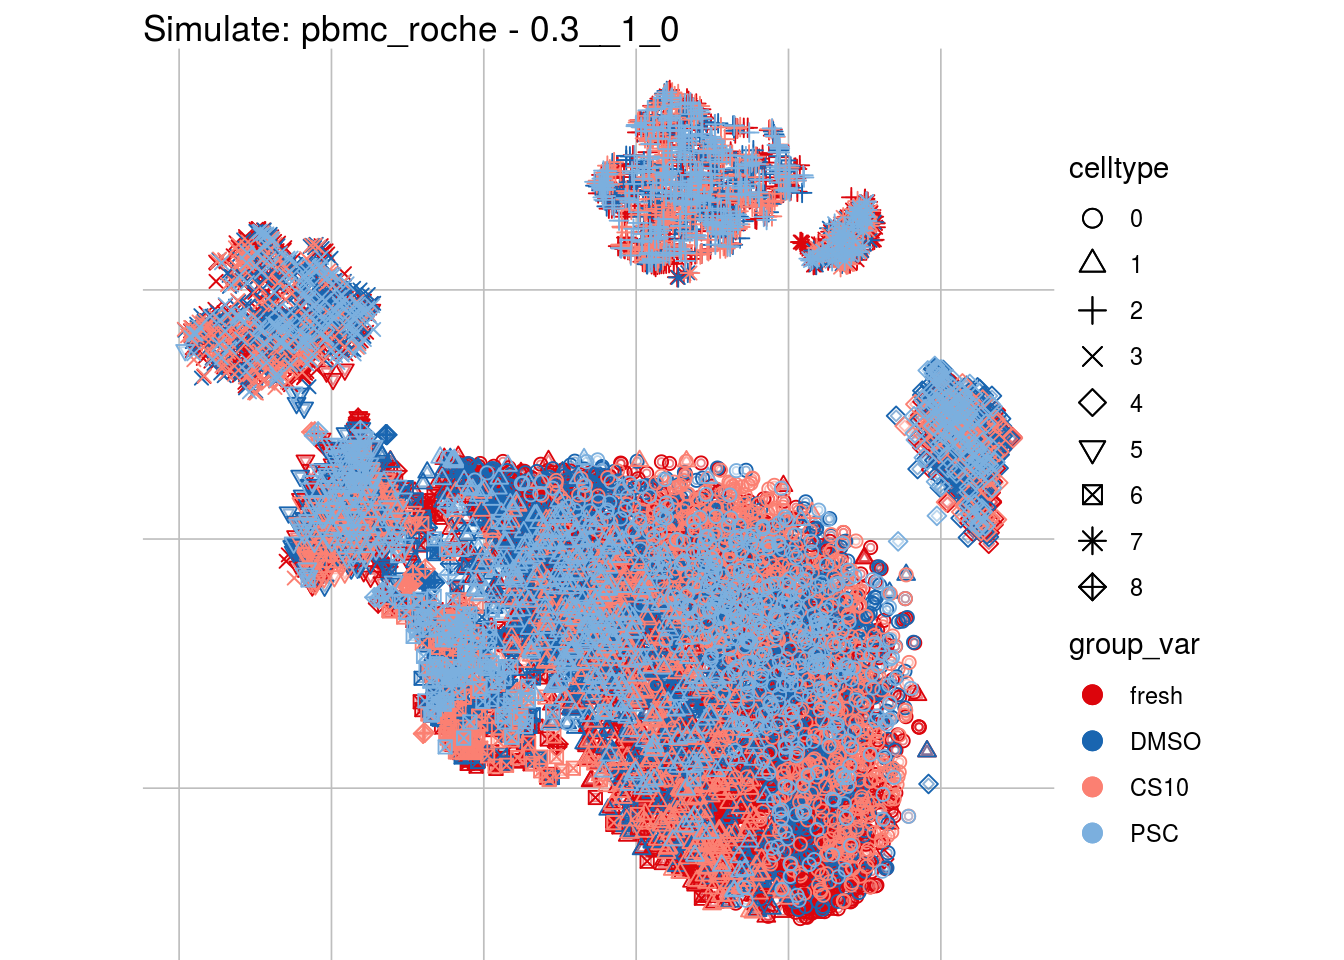 Simulate: pbmc_roche - 0.3__1_0
celltype
0
1
2
3
4
5
6
7
8
group_var
fresh
DMSO
CS10
PSC